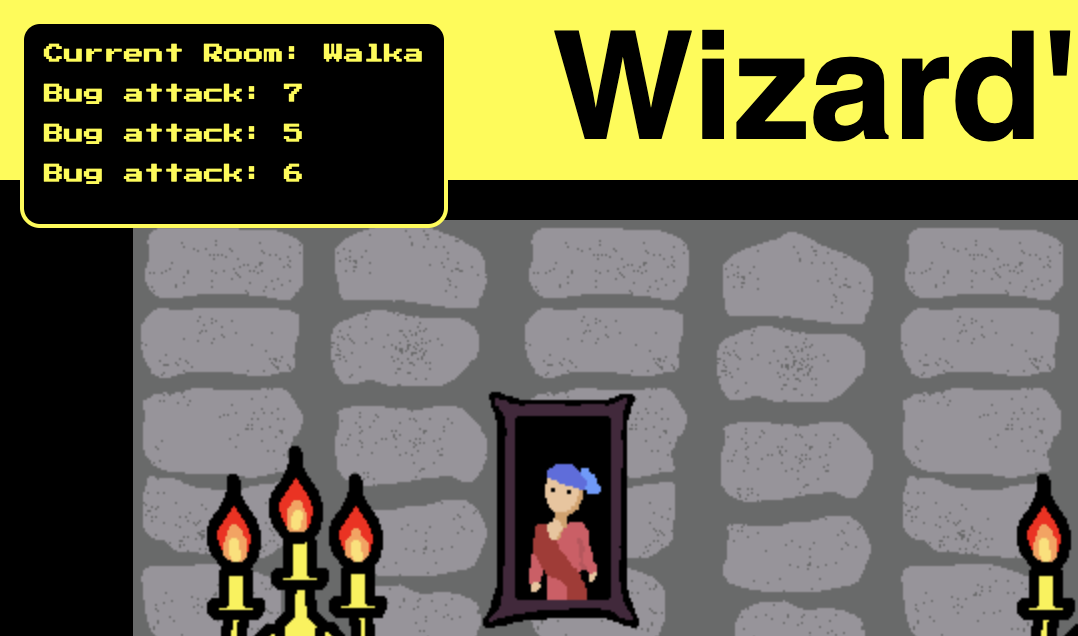 Current Room: Walka
Bug attack: 7
Bug attack: 5
Bug attack: 6
Wizard'